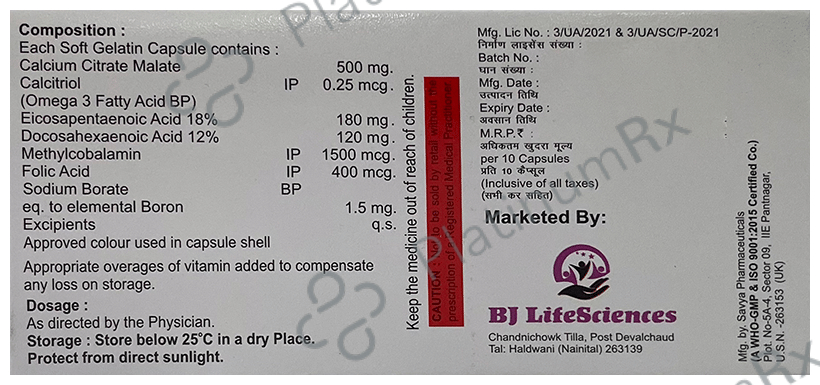 Composition :
Each Soft Gelatin Capsule contains :
Calcium Citrate Malate 500 mg.
Calcitriol IP 0.25 mcg.
(Omega 3 Fatty Acid BP)
Eicosapentaenoic Acid 18% 180 mg.
Docosahexaenoic Acid 12% 120 mg.
Methylcobalamin IP 1500 mcg.
Folic Acid IP 400 mcg.
Sodium Borate BP
eq. to elemental Boron 1.5 mg.
Excipients q.s.
Approved colour used in capsule shell
Appropriate overages of vitamin added to compensate
any loss on storage.
Dosage :
As directed by the Physician.
Storage : Store below 25°C in a dry Place.
Protect from direct sunlight.
Keep the medicine out of reach of children.
CAUTION : Not to be sold by retail without the
prescription of Registered Medical Practitioner
Mfg. Lic No. : 3/UA/2021 & 3/UA/SC/P-2021
निर्माण लाइसेंस संख्या :
Batch No. :
घान संख्या :
Mfg. Date :
उत्पादन तिथि
Expiry Date :
अवसान तिथि
M.R.P.₹ :
अधिकतम खुदरा मूल्य
per 10 Capsules
प्रति 10 कैप्सूल
(Inclusive of all taxes)
(सभी कर सहित)
Marketed By:
BJ LifeSciences
Chandnichowk Tilla, Post Devalchaud
Tal: Haldwani (Nainital) 263139
Mfg. by. Savya Pharmaceuticals
(A WHO-GMP & ISO 9001:2015 Certified Co.)
Plot. No-5A-4, Sector 09, IIE Pantnagar,
U.S.N. -263153 (UK)
PlatinumRx
PlatinumRx